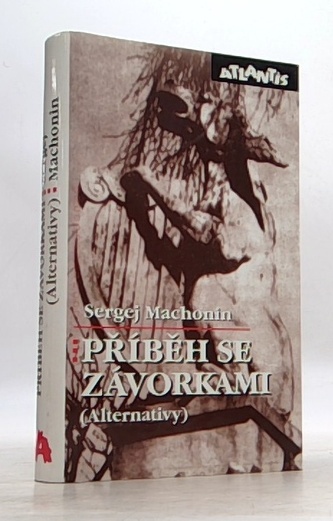 ATLANTIS
Sergej Machonin
PŘÍBĚH SE
ZÁVORKAMI
(Alternativy)
PŘÍBĚH SE ZÁVORKAMI
(Alternativy) Machonin
A